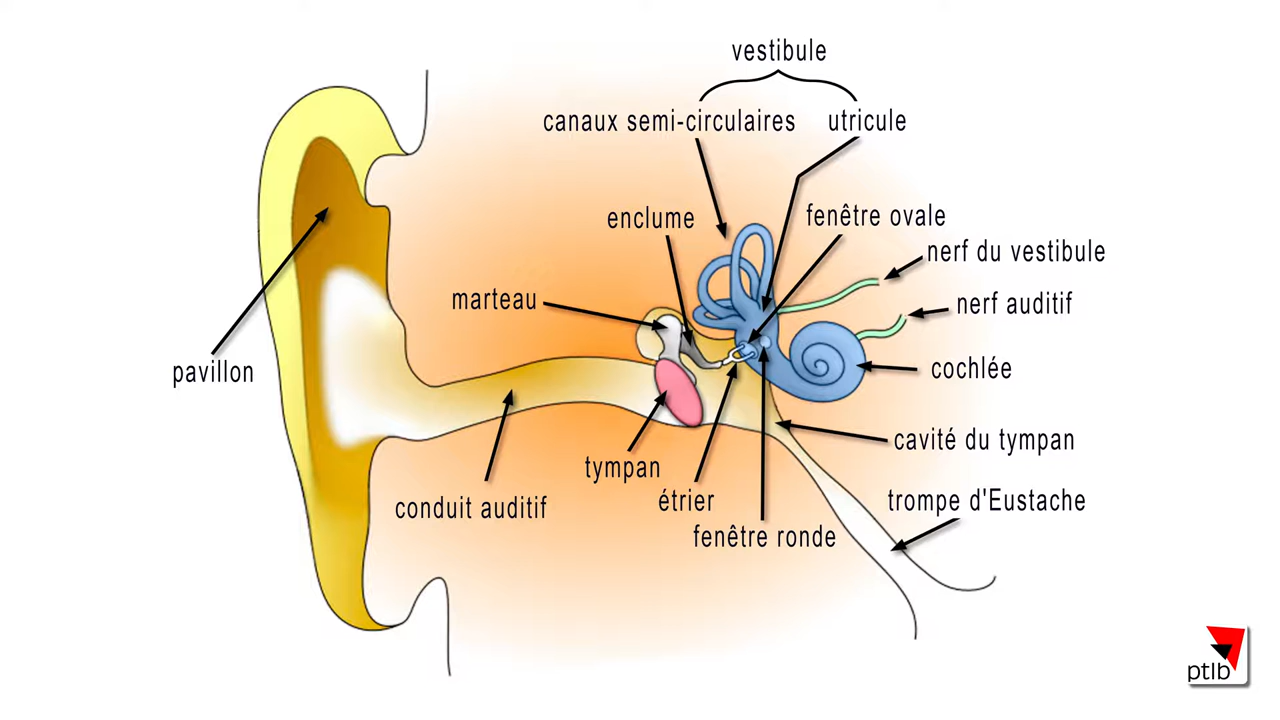 vestibule
canaux semi-circulaires
utricule
enclume
fenêtre ovale
nerf du vestibule
marteau
nerf auditif
pavillon
cochlée
cavité du tympan
tympan
étrier
trompe d'Eustache
conduit auditif
fenêtre ronde
ptlb